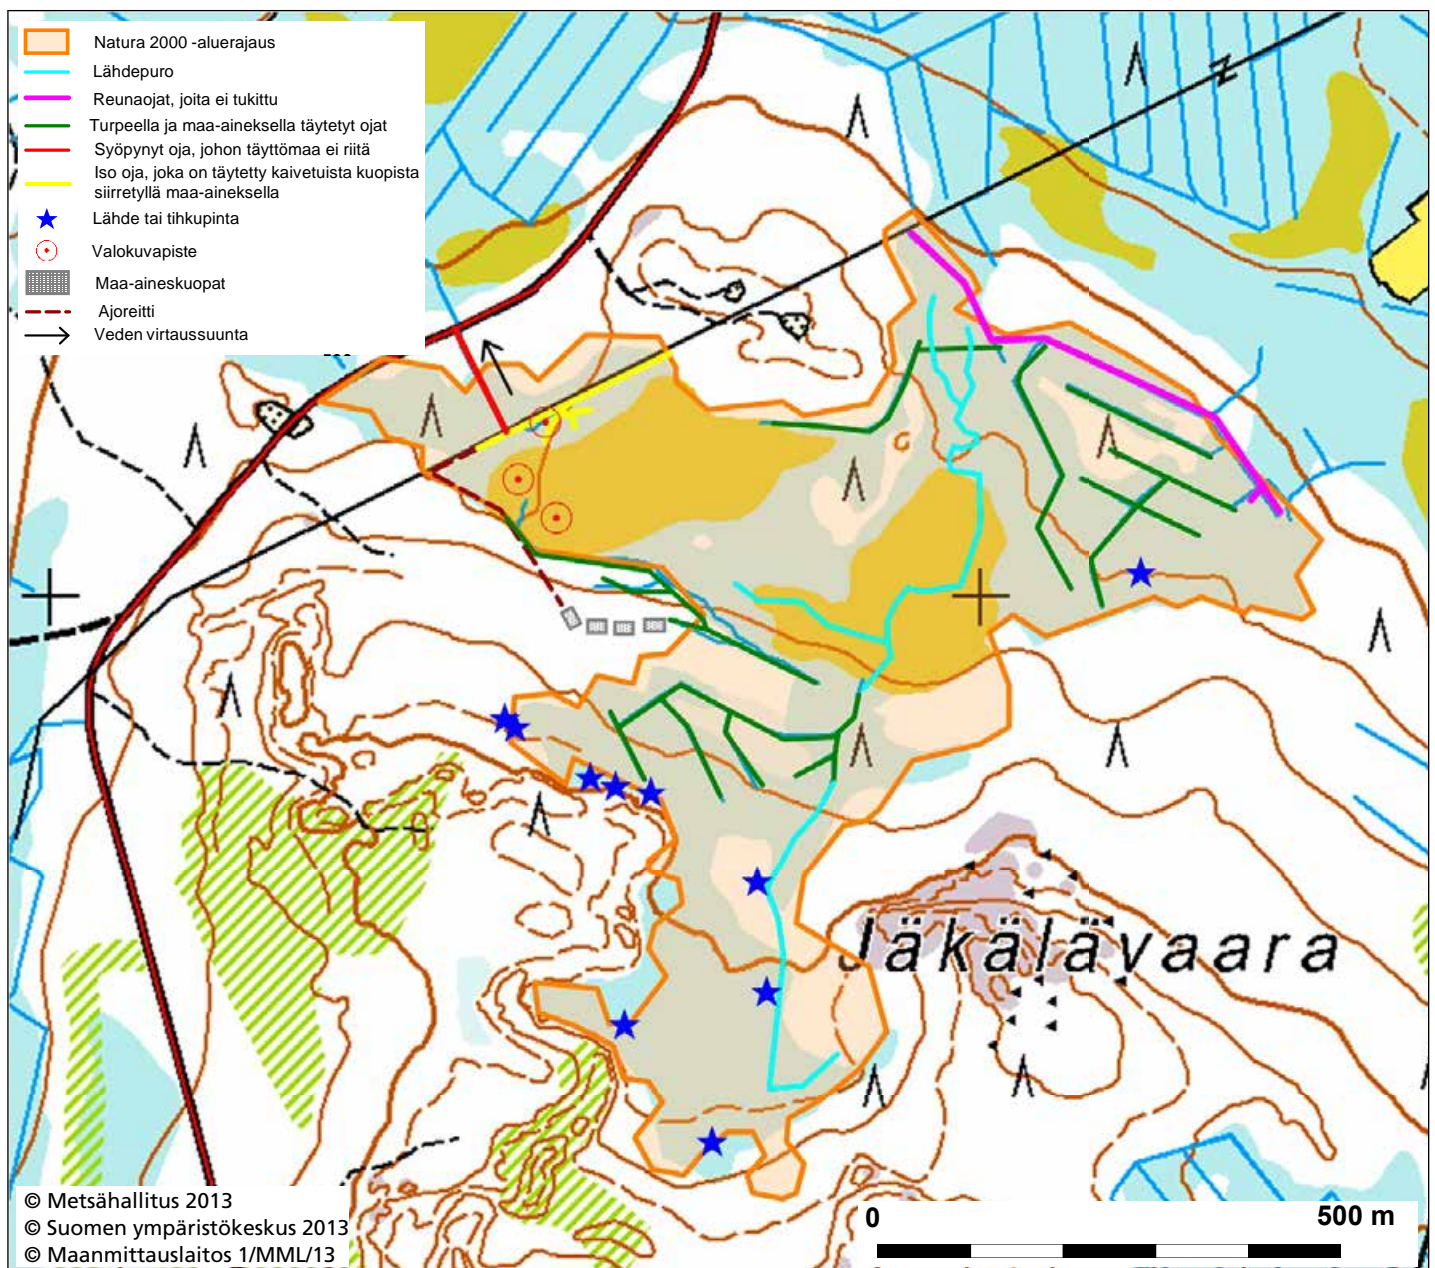 Natura 2000 -aluerajaus
Lähdepuro
Reunaojat, joita ei tukittu
Turpeella ja maa-aineksella täytetyt ojat
Syöpynyt oja, johon täyttömaa ei riitä
Iso oja, joka on täytetty kaivetuista kuopista
siirretyllä maa-aineksella
Lähde tai tihkupinta
Valokuvapiste
Maa-aineskuopat
Ajoreitti
Veden virtaussuunta
Jäkälävaara
© Metsähallitus 2013
© Suomen ympäristökeskus 2013
© Maanmittauslaitos 1/MML/13
0 500 m